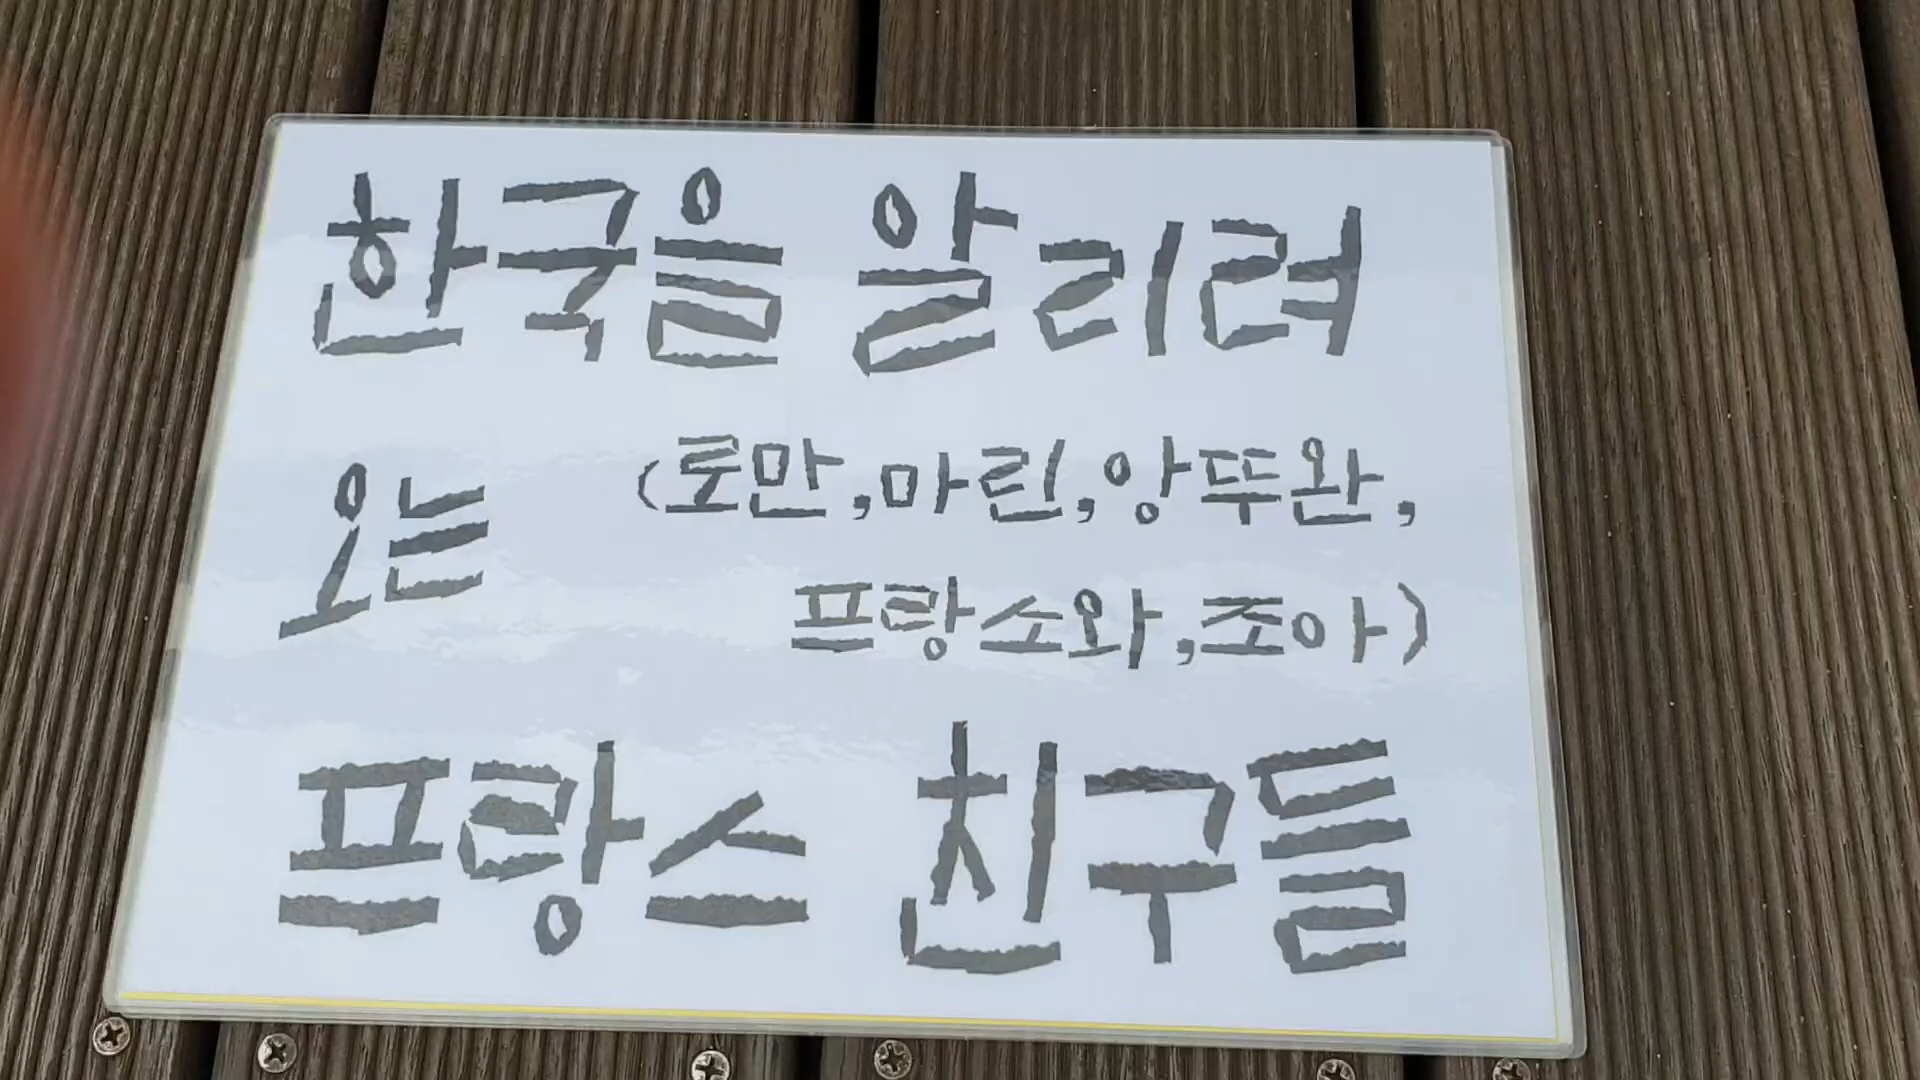 한국을 알리려
오는 (로만, 마린, 앙뚜완,
프랑소와, 조아)
프랑스 친구들